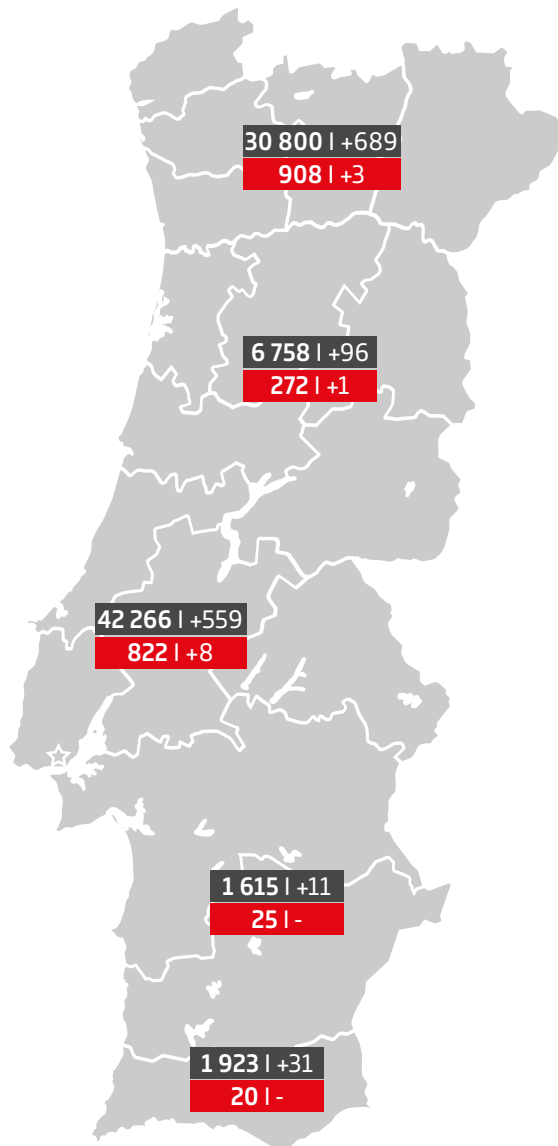 30 800 | +689
908 | +3
6 758 | +96
272 | +1
42 266 | +559
822 | +8
1 615 | +11
25 | -
1 923 | +31
20 | -